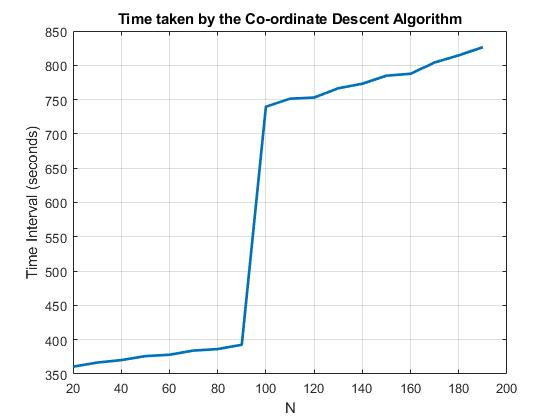 Time taken by the Co-ordinate Descent Algorithm
Time Interval (seconds)
850
800
750
700
650
600
550
500
450
400
350
20 40 60 80 100 120 140 160 180 200
N